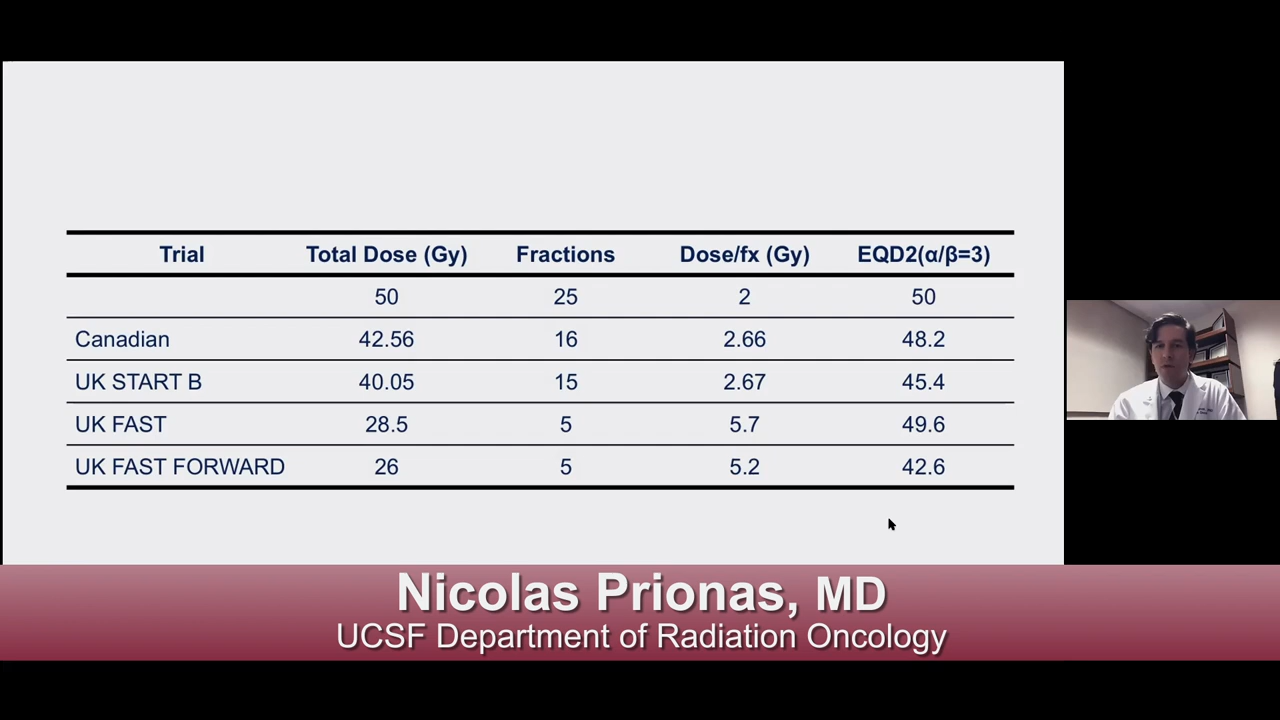 Trial Total Dose (Gy) Fractions Dose/fx (Gy) EQD2(α/β=3)
50 25 2 50
Canadian 42.56 16 2.66 48.2
UK START B 40.05 15 2.67 45.4
UK FAST 28.5 5 5.7 49.6
UK FAST FORWARD 26 5 5.2 42.6
Nicolas Prionas, MD
UCSF Department of Radiation Oncology